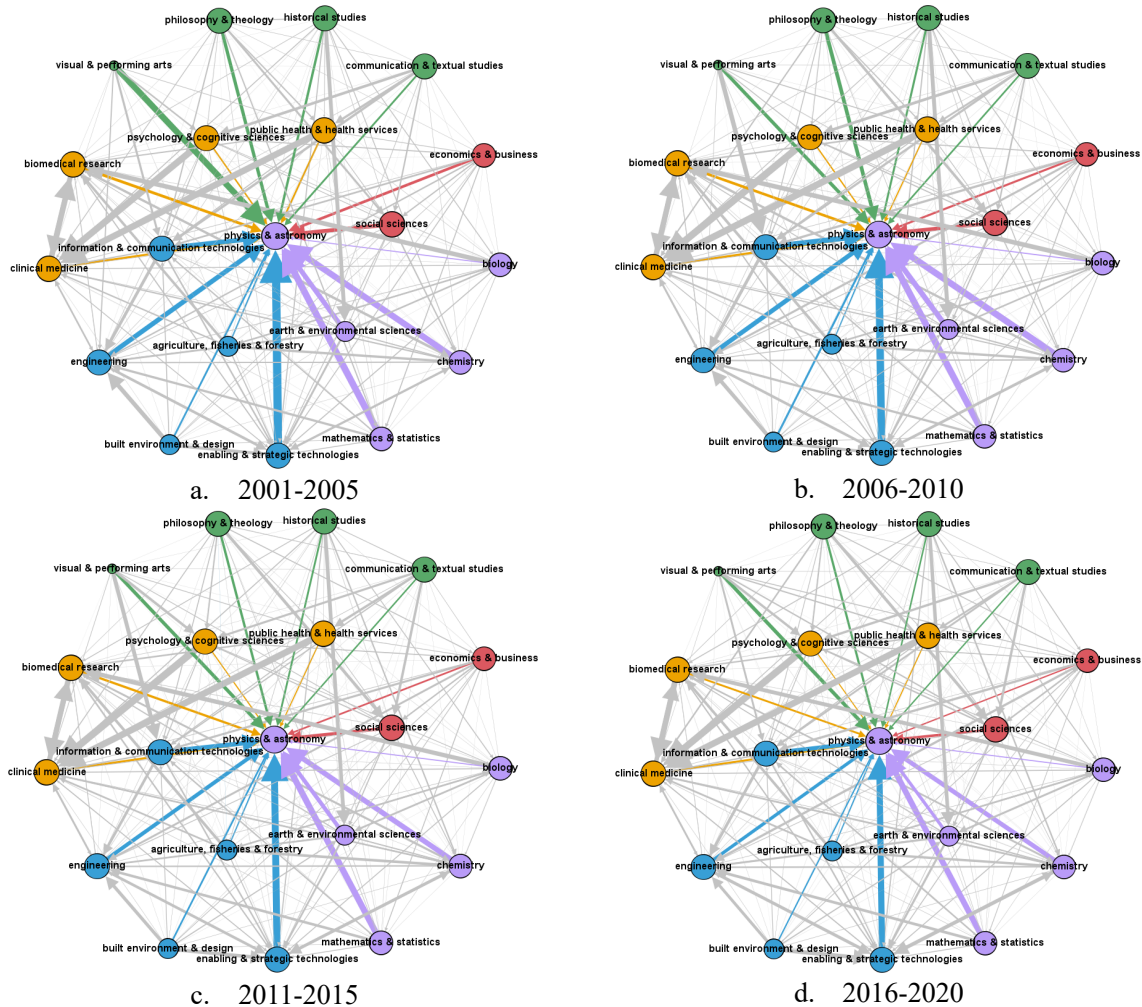 philosophy & theology
historical studies
visual & performing arts
communication & textual studies
public health & health services
psychology & cognitive sciences
economics & business
biomedical research
social sciences
physics & astronomy
information & communication technologies
biology
clinical medicine
earth & environmental sciences
agriculture, fisheries & forestry
engineering
chemistry
mathematics & statistics
built environment & design
enabling & strategic technologies
a. 2001-2005
philosophy & theology
historical studies
visual & performing arts
communication & textual studies
public health & health services
psychology & cognitive sciences
economics & business
biomedical research
social sciences
physics & astronomy
information & communication technologies
biology
clinical medicine
earth & environmental sciences
agriculture, fisheries & forestry
engineering
chemistry
mathematics & statistics
built environment & design
enabling & strategic technologies
b. 2006-2010
philosophy & theology
historical studies
visual & performing arts
communication & textual studies
public health & health services
psychology & cognitive sciences
economics & business
biomedical research
social sciences
physics & astronomy
information & communication technologies
biology
clinical medicine
earth & environmental sciences
agriculture, fisheries & forestry
engineering
chemistry
mathematics & statistics
built environment & design
enabling & strategic technologies
c. 2011-2015
philosophy & theology
historical studies
visual & performing arts
communication & textual studies
public health & health services
psychology & cognitive sciences
economics & business
biomedical research
social sciences
physics & astronomy
information & communication technologies
biology
clinical medicine
earth & environmental sciences
agriculture, fisheries & forestry
engineering
chemistry
mathematics & statistics
built environment & design
enabling & strategic technologies
d. 2016-2020